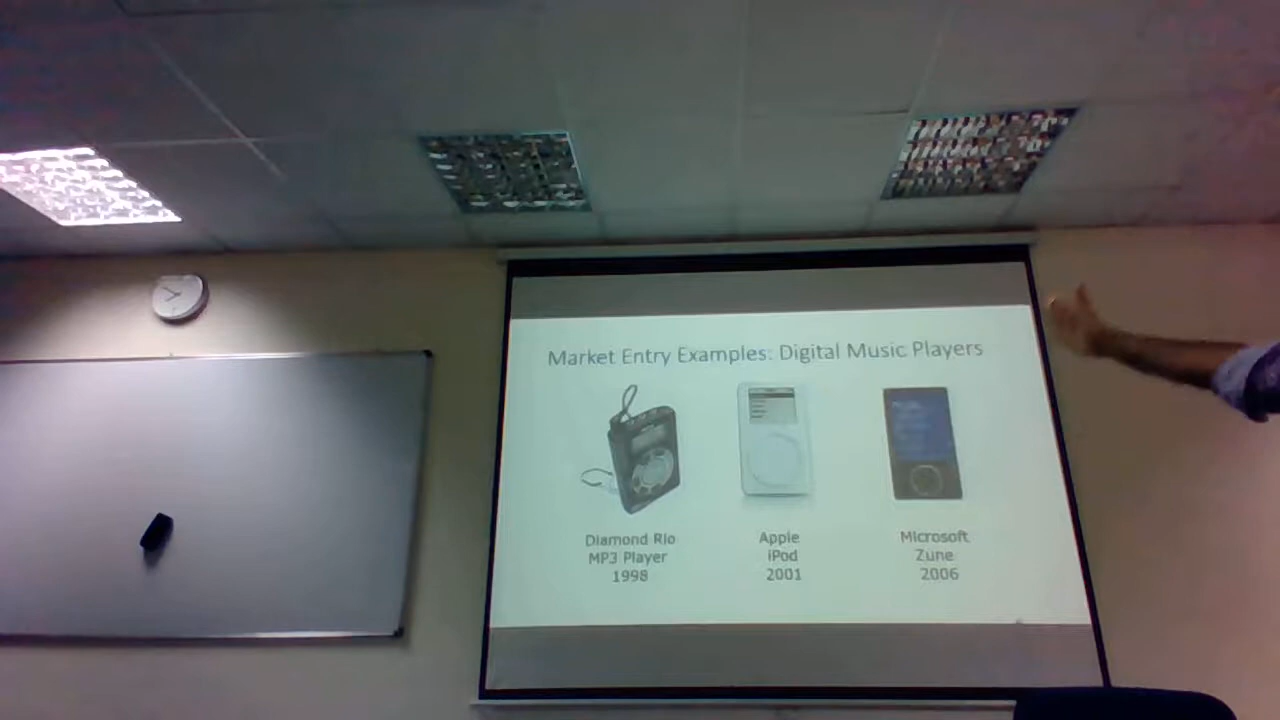 Market Entry Examples: Digital Music Players
Diamond Rio
MP3 Player
1998
Apple
iPod
2001
Microsoft
Zune
2006